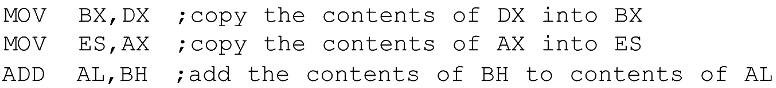 MOV BX,DX ;copy the contents of DX into BX
MOV ES,AX ;copy the contents of AX into ES
ADD AL,BH ;add the contents of BH to contents of AL